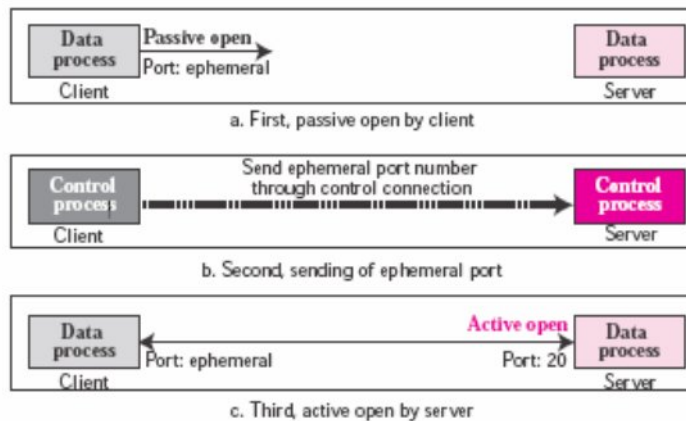 Data
process
Client
Passive open
Port: ephemeral
Data
process
Server
a. First, passive open by client
Control
process
Client
Send ephemeral port number
through control connection
Control
process
Server
b. Second, sending of ephemeral port
Data
process
Client
Port: ephemeral
Active open
Port: 20
Data
process
Server
c. Third, active open by server